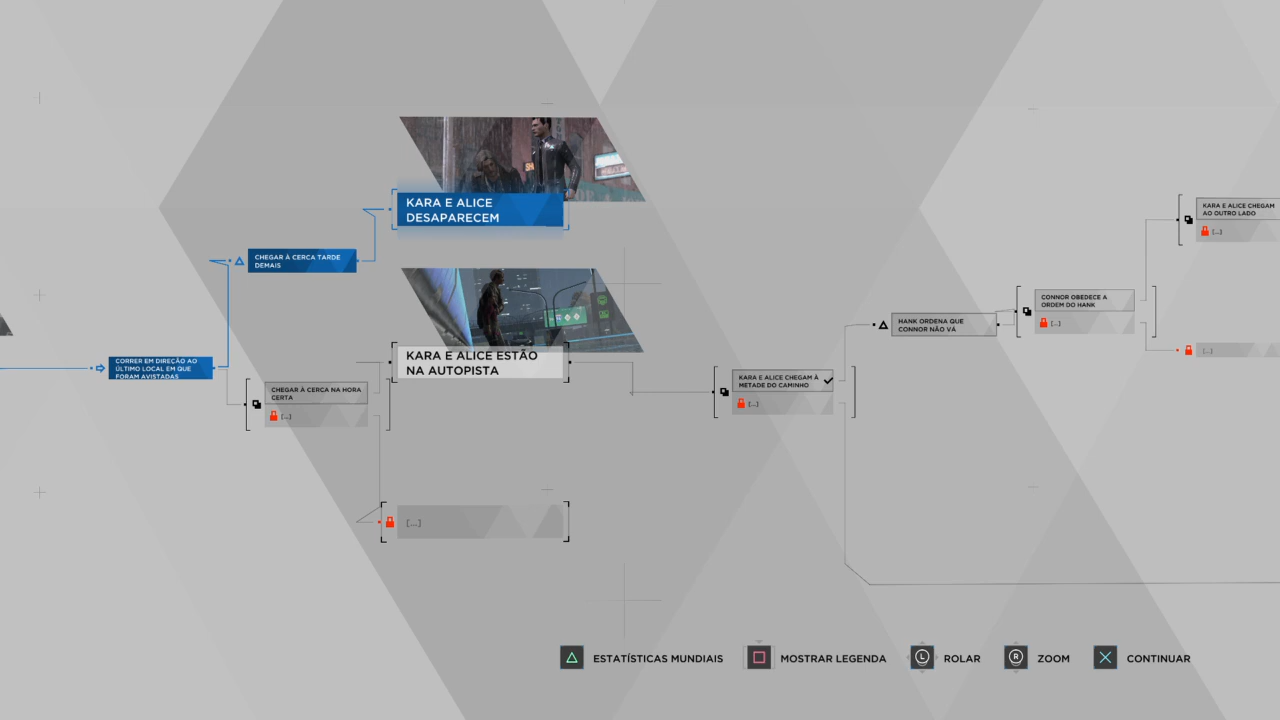 KARA E ALICE
DESAPARECEM
CHEGAR À CERCA TARDE
DEMAIS
KARA E ALICE ESTÃO
NA AUTOPISTA
CORRER EM DIREÇÃO AO
ÚLTIMO LOCAL EM QUE
FORAM AVISTADAS
CHEGAR À CERCA NA HORA
CERTA
[...]
[...]
KARA E ALICE CHEGAM À
METADE DO CAMINHO
[...]
HANK ORDENA QUE
CONNOR NÃO VÁ
CONNOR OBEDECE A
ORDEM DO HANK
[...]
KARA E ALICE CHEGAM
AO OUTRO LADO
[...]
[...]
ESTATÍSTICAS MUNDIAIS
MOSTRAR LEGENDA
L
ROLAR
R
ZOOM
CONTINUAR